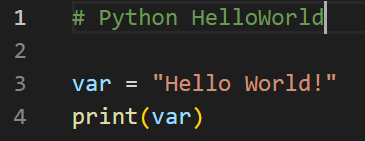 1 # Python HelloWorld
2
3 var = "Hello World!"
4 print(var)